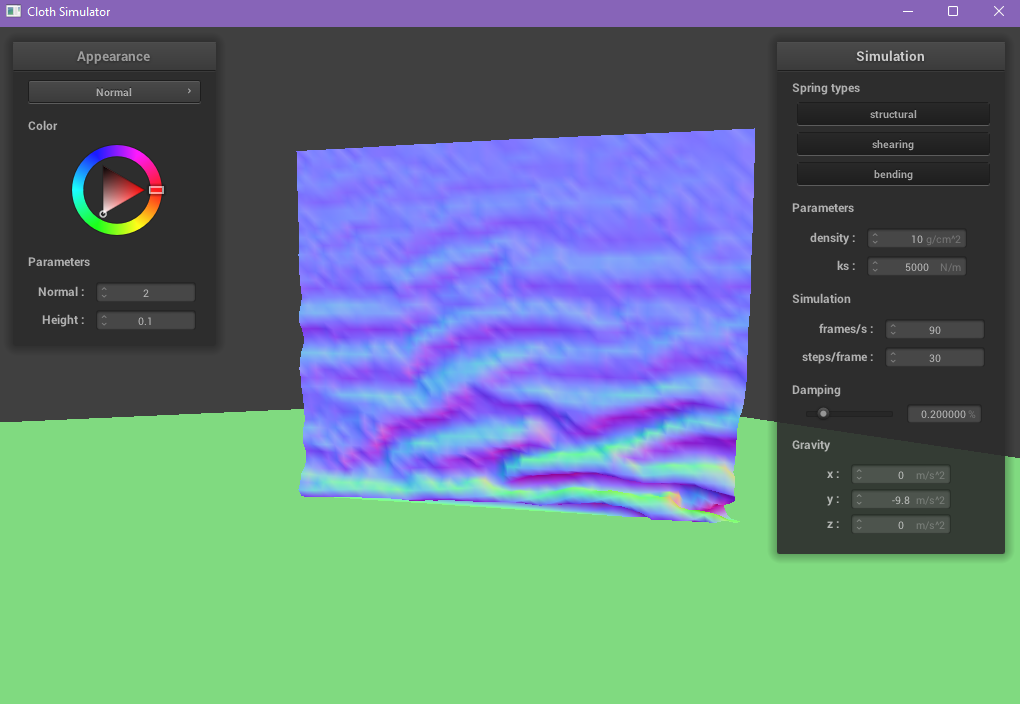 Cloth Simulator
Appearance
Normal
Color
Parameters
Normal : 2
Height : 0.1
Simulation
Spring types
structural
shearing
bending
Parameters
density : 10 g/cm^2
ks : 5000 N/m
Simulation
frames/s : 90
steps/frame : 30
Damping
0.200000 %
Gravity
x : 0 m/s^2
y : -9.8 m/s^2
z : 0 m/s^2